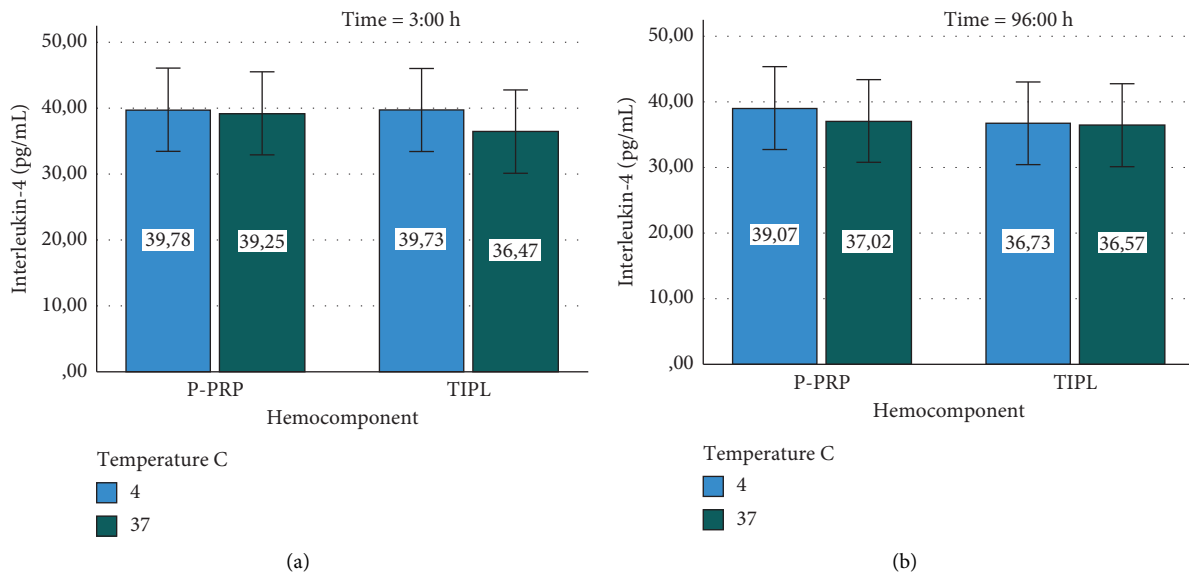 Time = 3:00 h
50,00
40,00
30,00
20,00
10,00
,00
Interleukin-4 (pg/mL)
39,78
39,25
39,73
36,47
P-PRP
TIPL
Hemocomponent
Temperature C
4
37
(a)
Time = 96:00 h
50,00
40,00
30,00
20,00
10,00
,00
Interleukin-4 (pg/mL)
39,07
37,02
36,73
36,57
P-PRP
TIPL
Hemocomponent
Temperature C
4
37
(b)